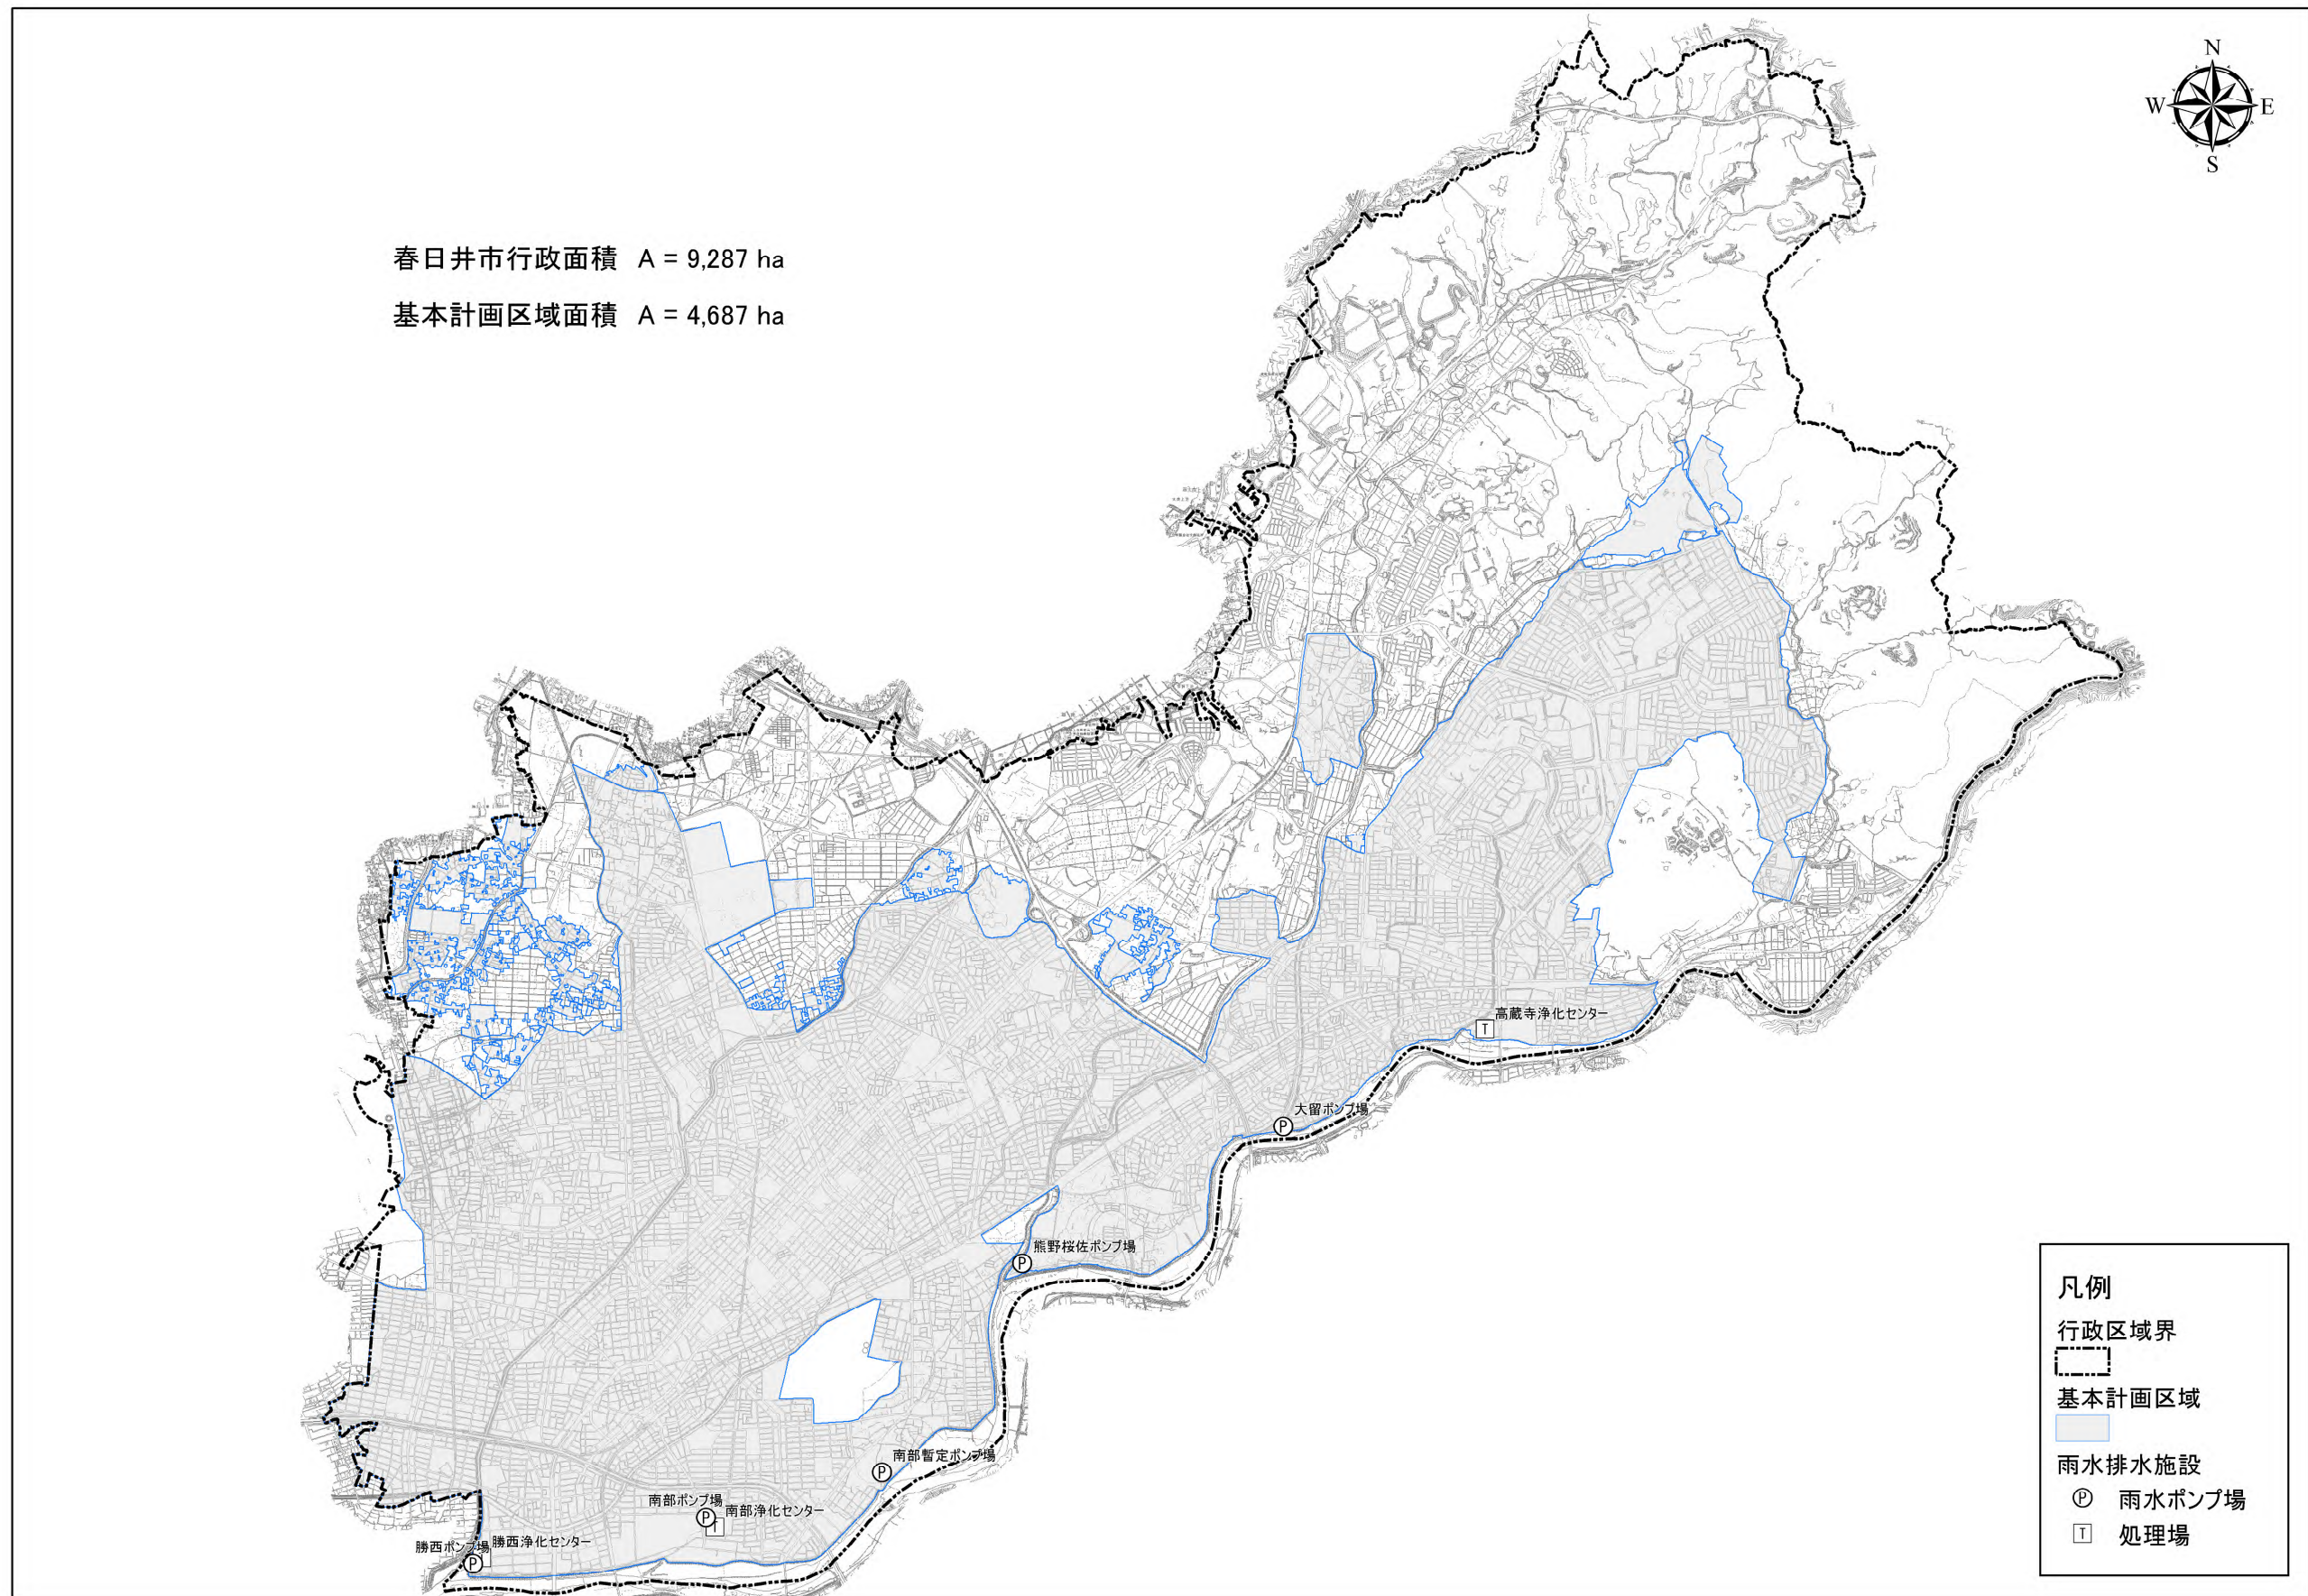 N
W E
S
春日井市行政面積 A = 9,287 ha
基本計画区域面積 A = 4,687 ha
高蔵寺浄化センター
T
大留ポンプ場
P
熊野桜佐ポンプ場
P
南部暫定ポンプ場
P
南部ポンプ場
P
南部浄化センター
T
勝西ポンプ場
P
勝西浄化センター
凡例
行政区域界
基本計画区域
雨水排水施設
P 雨水ポンプ場
T 処理場